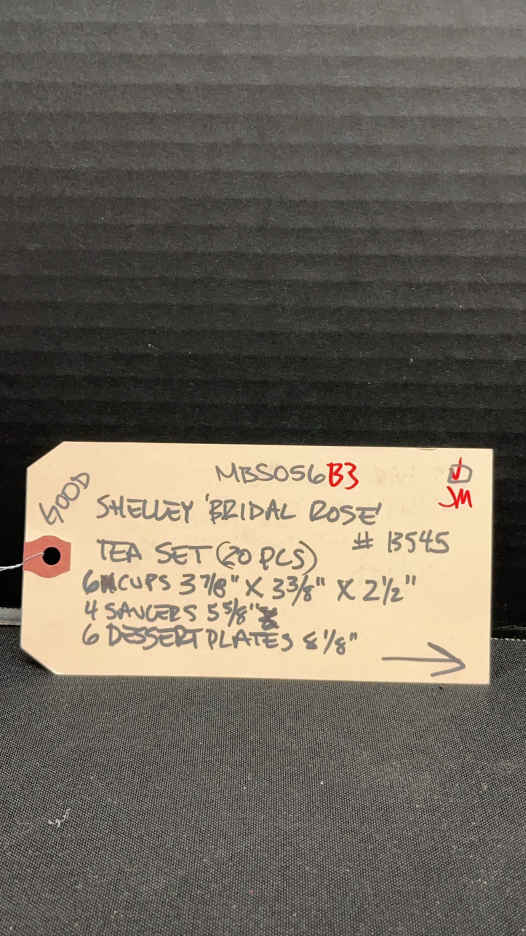 MBS056B3
JM
GOOD
SHELLEY 'BRIDAL ROSE'
TEA SET (20 PCS) # 13545
6 CUPS 3 7/8" X 3 3/8" X 2 1/2"
4 SAUCERS 5 5/8"
6 DESSERT PLATES 1/8"